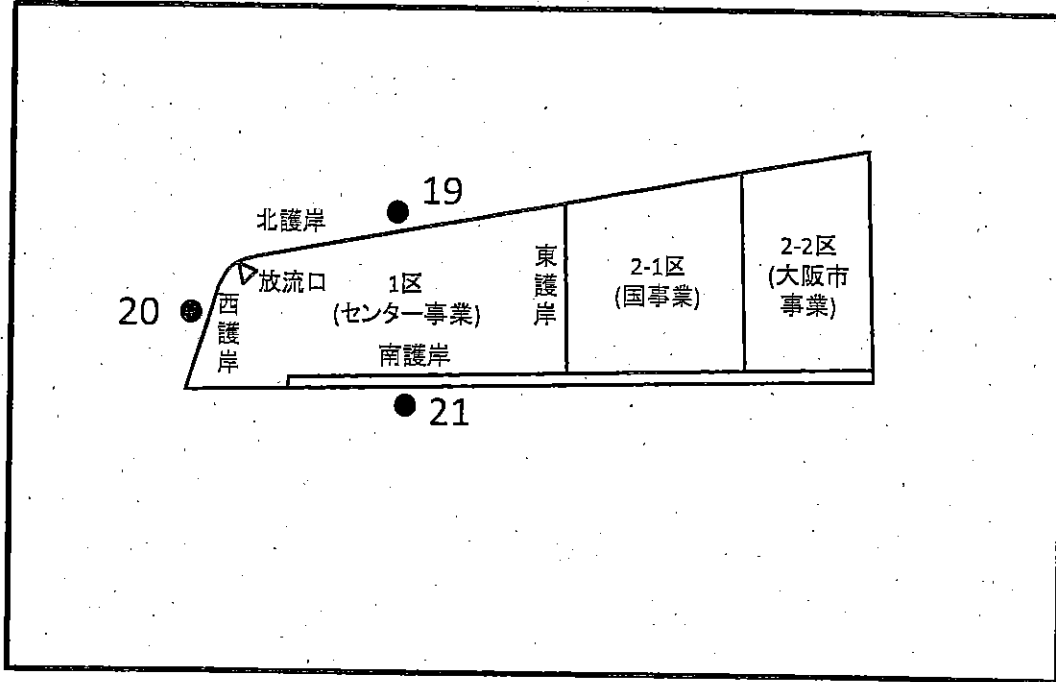 19
北護岸
放流口
20
西護岸
1区
(センター事業)
東護岸
2-1区
(国事業)
2-2区
(大阪市
事業)
南護岸
21